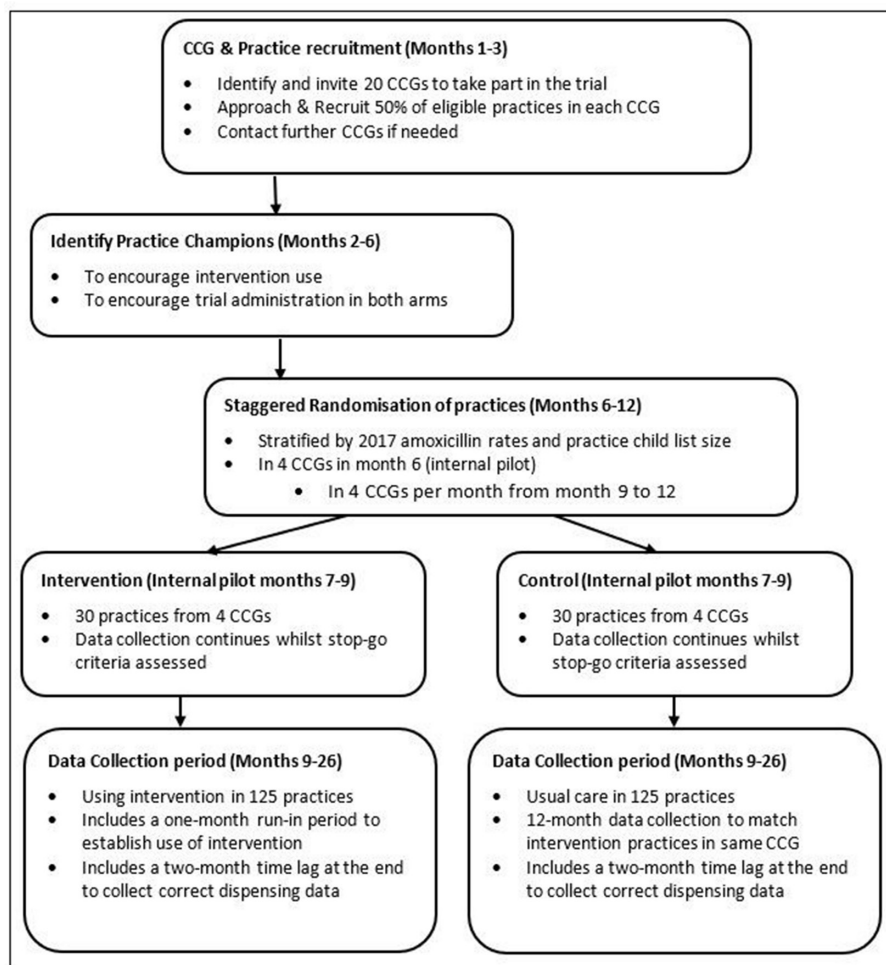 CCG & Practice recruitment (Months 1-3)
• Identify and invite 20 CCGs to take part in the trial
• Approach & Recruit 50% of eligible practices in each CCG
• Contact further CCGs if needed
Identify Practice Champions (Months 2-6)
• To encourage intervention use
• To encourage trial administration in both arms
Staggered Randomisation of practices (Months 6-12)
• Stratified by 2017 amoxicillin rates and practice child list size
• In 4 CCGs in month 6 (internal pilot)
• In 4 CCGs per month from month 9 to 12
Intervention (Internal pilot months 7-9)
• 30 practices from 4 CCGs
• Data collection continues whilst stop-go
criteria assessed
Control (Internal pilot months 7-9)
• 30 practices from 4 CCGs
• Data collection continues whilst
stop-go criteria assessed
Data Collection period (Months 9-26)
• Using intervention in 125 practices
• Includes a one-month run-in period to
establish use of intervention
• Includes a two-month time lag at the end
to collect correct dispensing data
Data Collection period (Months 9-26)
• Usual care in 125 practices
• 12-month data collection to match
intervention practices in same CCG
• Includes a two-month time lag at the end
to collect correct dispensing data